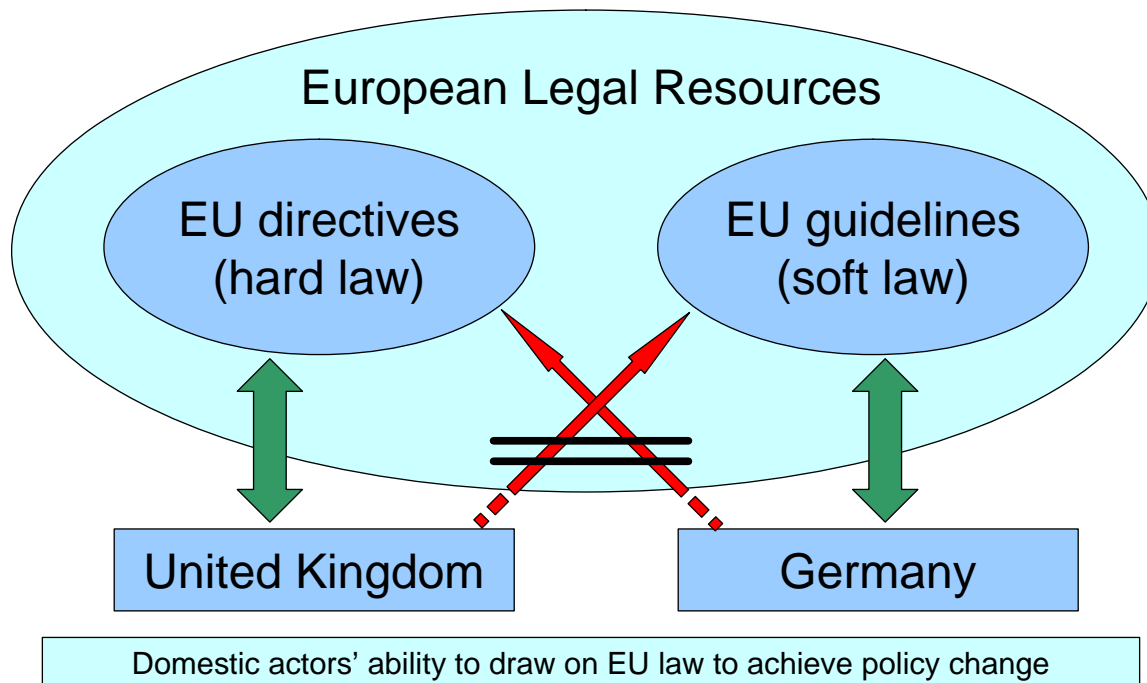 European Legal Resources
EU directives
(hard law)
EU guidelines
(soft law)
United Kingdom
Germany
Domestic actors’ ability to draw on EU law to achieve policy change